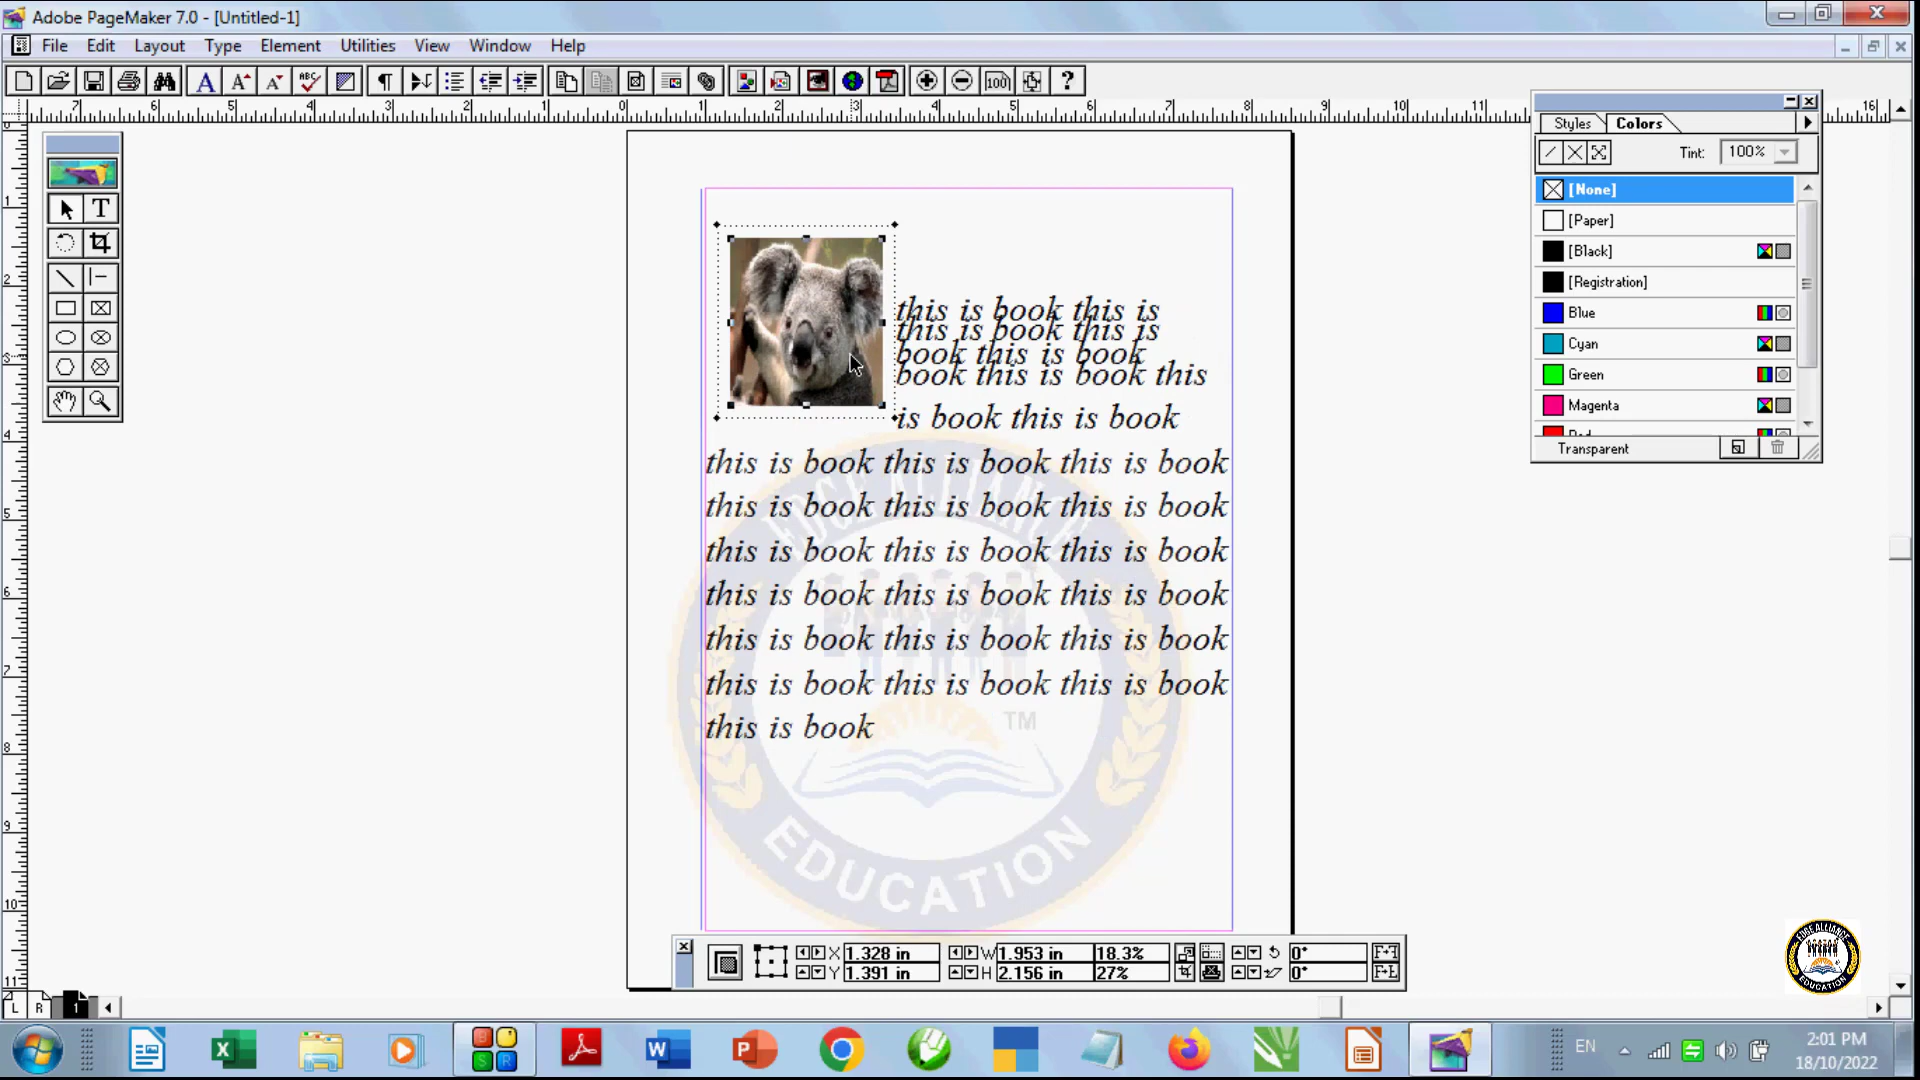 Adobe PageMaker 7.0 - [Untitled-1]
File Edit Layout Type Element Utilities View Window Help
Styles Colors
Tint: 100%
[None]
[Paper]
[Black]
[Registration]
Blue
Cyan
Green
Magenta
Transparent
this is book this is
this is book this is
book this is book
book this is book this
is book this is book
this is book this is book this is book
this is book this is book this is book
this is book this is book this is book
this is book this is book this is book
this is book this is book this is book
this is book this is book this is book
this is book
EDGE ALLIANCE
TM
EDUCATION
X 1.328 in W 1.953 in 18.3% 0°
Y 1.391 in H 2.156 in 27% 0°
L R 1
EDGE ALLIANCE
EDUCATION
EN
2:01 PM
18/10/2022